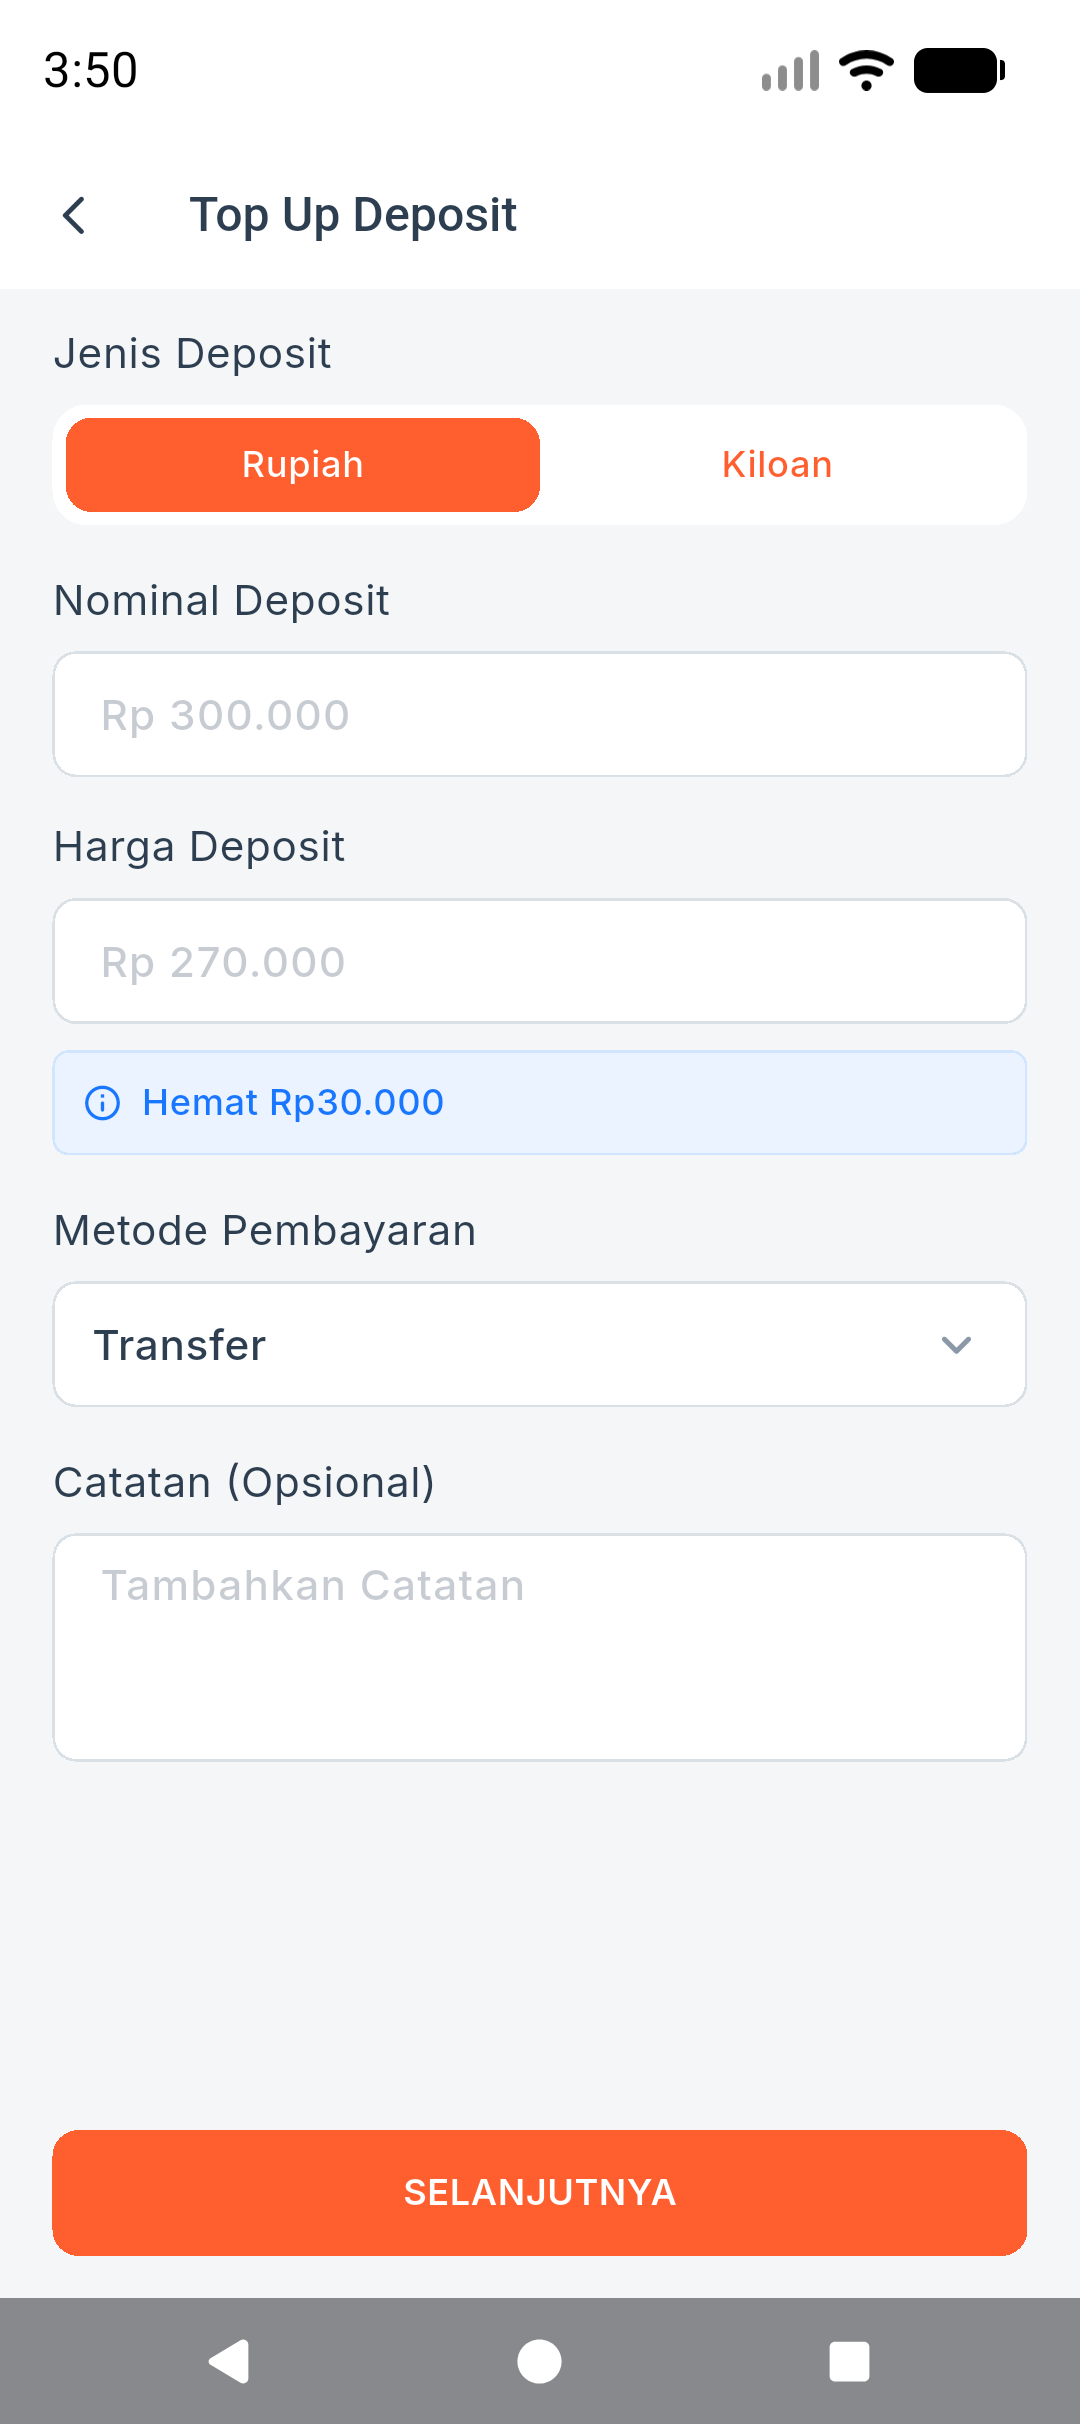 3:50
Top Up Deposit
Jenis Deposit
Rupiah
Kiloan
Nominal Deposit
Rp 300.000
Harga Deposit
Rp 270.000
Hemat Rp30.000
Metode Pembayaran
Transfer
Catatan (Opsional)
Tambahkan Catatan
SELANJUTNYA